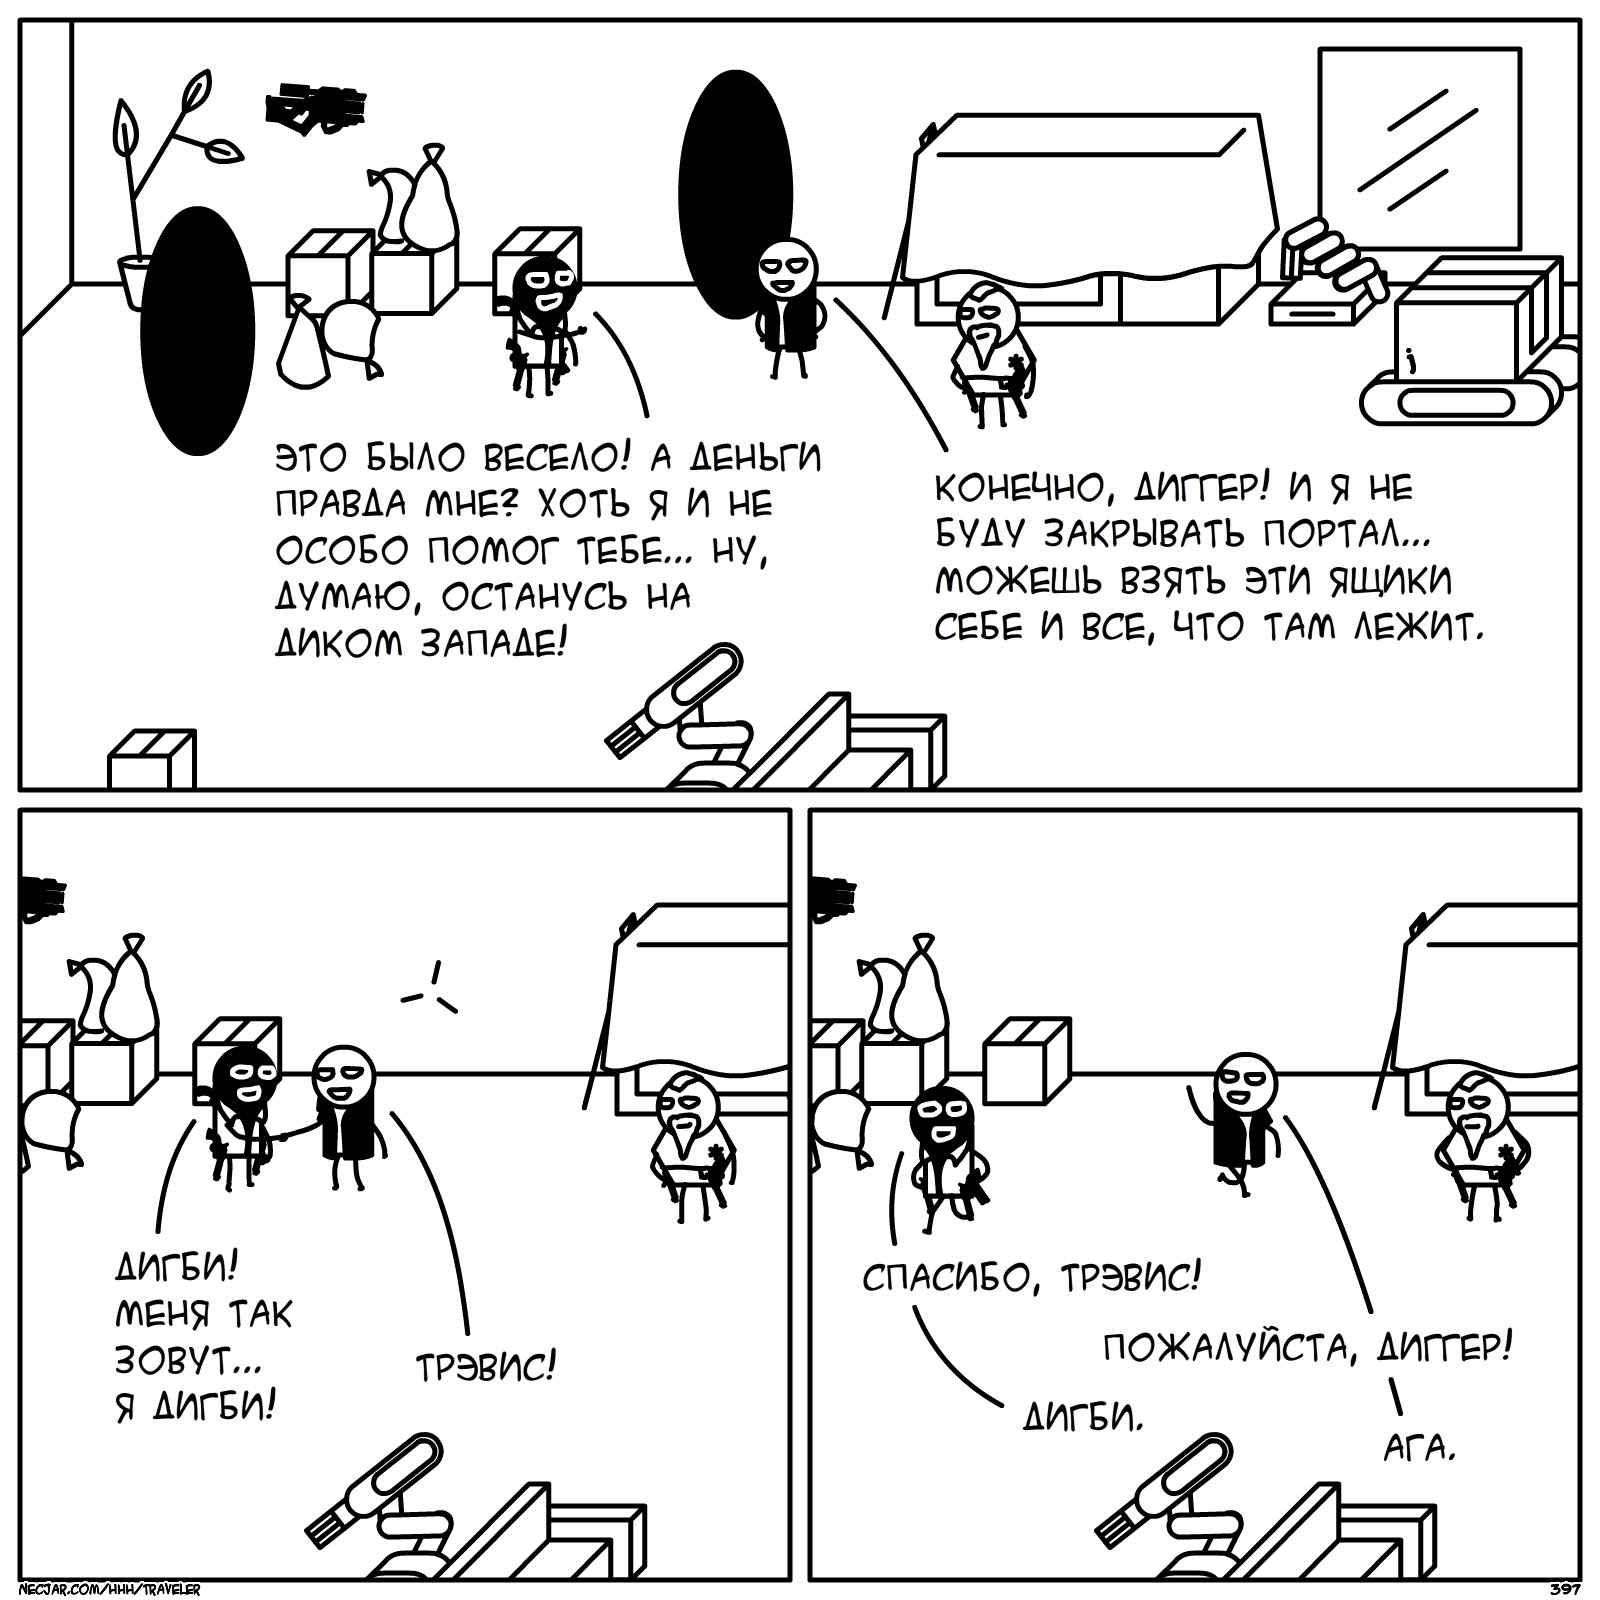 ЭТО БЫЛО ВЕСЕЛО! А ДЕНЬГИ
ПРАВДА МНЕ? ХОТЬ Я И НЕ
ОСОБО ПОМОГ ТЕБЕ... НУ,
ДУМАЮ, ОСТАНУСЬ НА
ДИКОМ ЗАПАДЕ!
КОНЕЧНО, ДИГГЕР! И Я НЕ
БУДУ ЗАКРЫВАТЬ ПОРТАЛ...
МОЖЕШЬ ВЗЯТЬ ЭТИ ЯЩИКИ
СЕБЕ И ВСЕ, ЧТО ТАМ ЛЕЖИТ.
j
ДИГБИ!
МЕНЯ ТАК
ЗОВУТ...
Я ДИГБИ!
ТРЭВИС!
СПАСИБО, ТРЭВИС!
ПОЖАЛУЙСТА, ДИГГЕР!
ДИГБИ.
АГА.
NECJAR.COM/HHH/TRAVELER
397